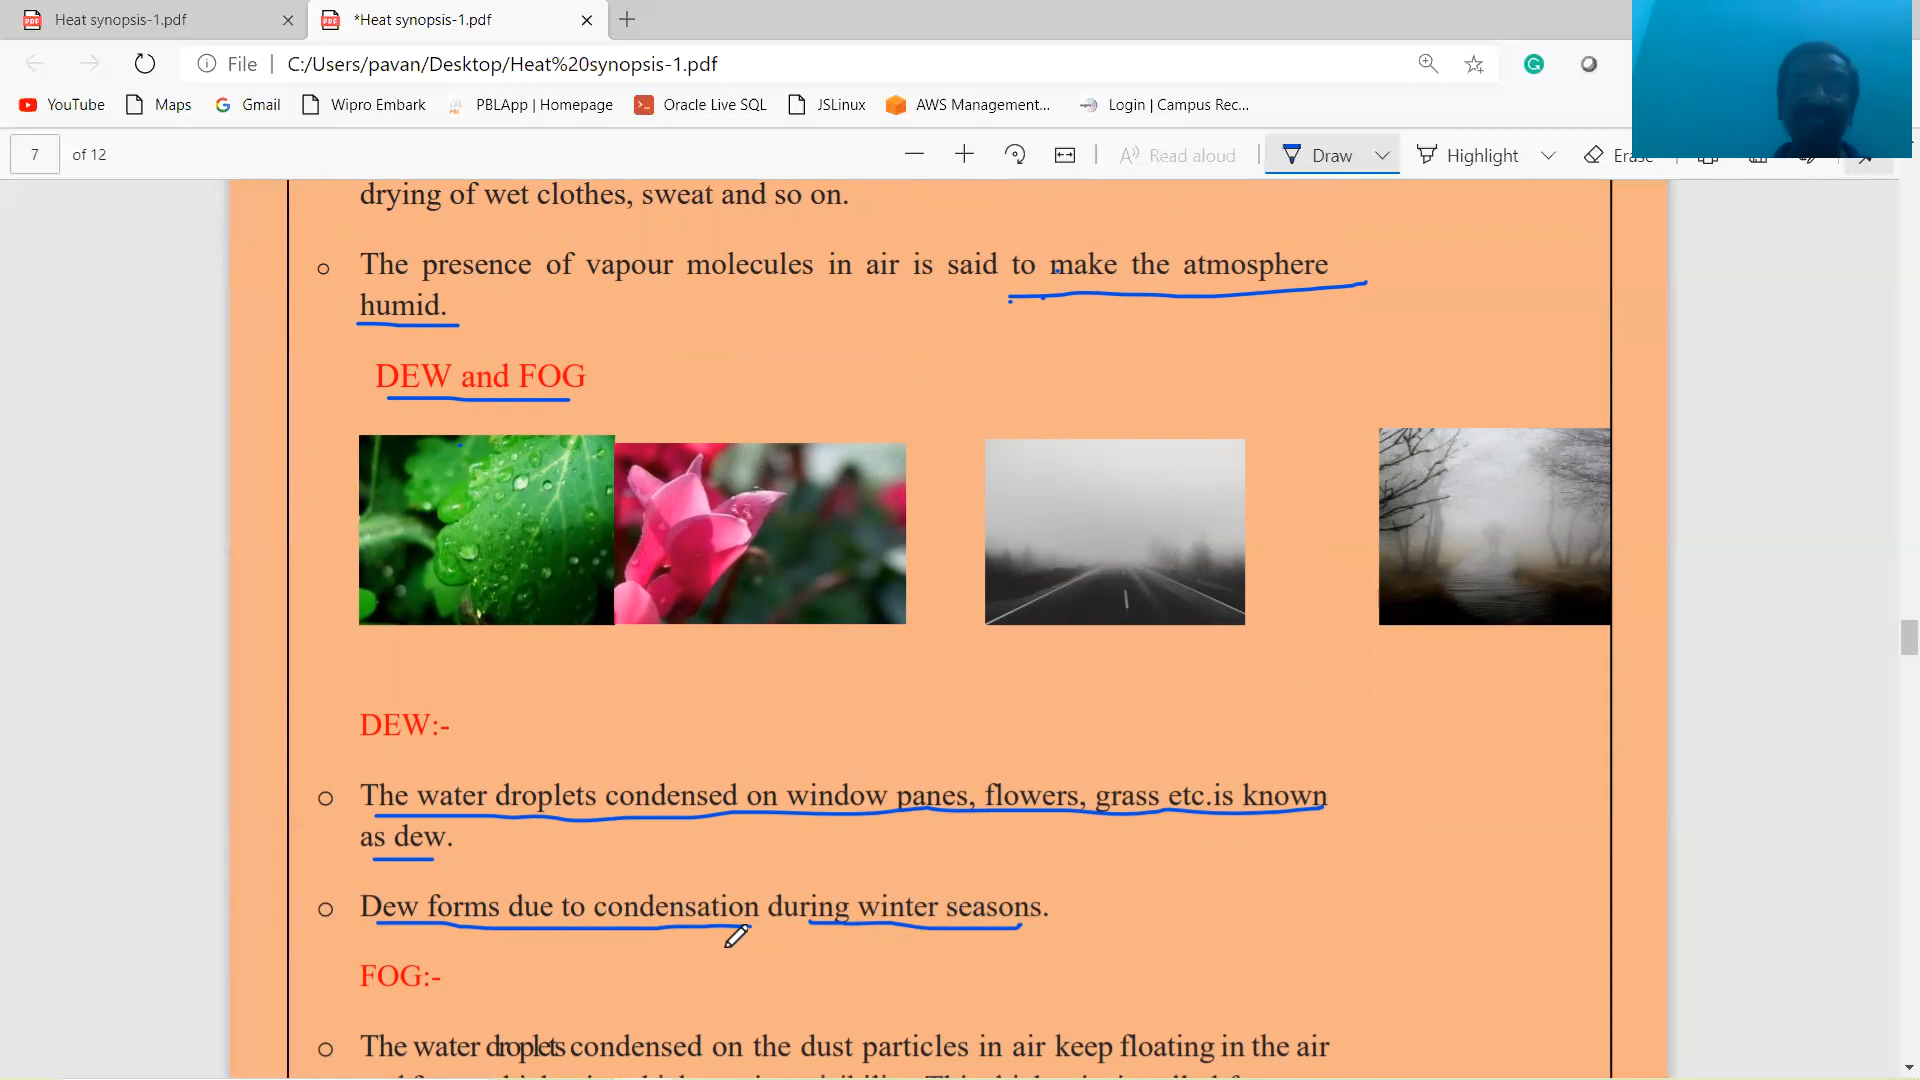 Heat synopsis-1.pdf
*Heat synopsis-1.pdf
File
C:/Users/pavan/Desktop/Heat%20synopsis-1.pdf
YouTube
Maps
Gmail
Wipro Embark
PBLApp | Homepage
Oracle Live SQL
JSLinux
AWS Management...
Login | Campus Rec...
7 of 12
Read aloud
Draw
Highlight
Erase
drying of wet clothes, sweat and so on.
The presence of vapour molecules in air is said to make the atmosphere
humid.
DEW and FOG
DEW:-
The water droplets condensed on window panes, flowers, grass etc.is known
as dew.
Dew forms due to condensation during winter seasons.
FOG:-
The water droplets condensed on the dust particles in air keep floating in the air